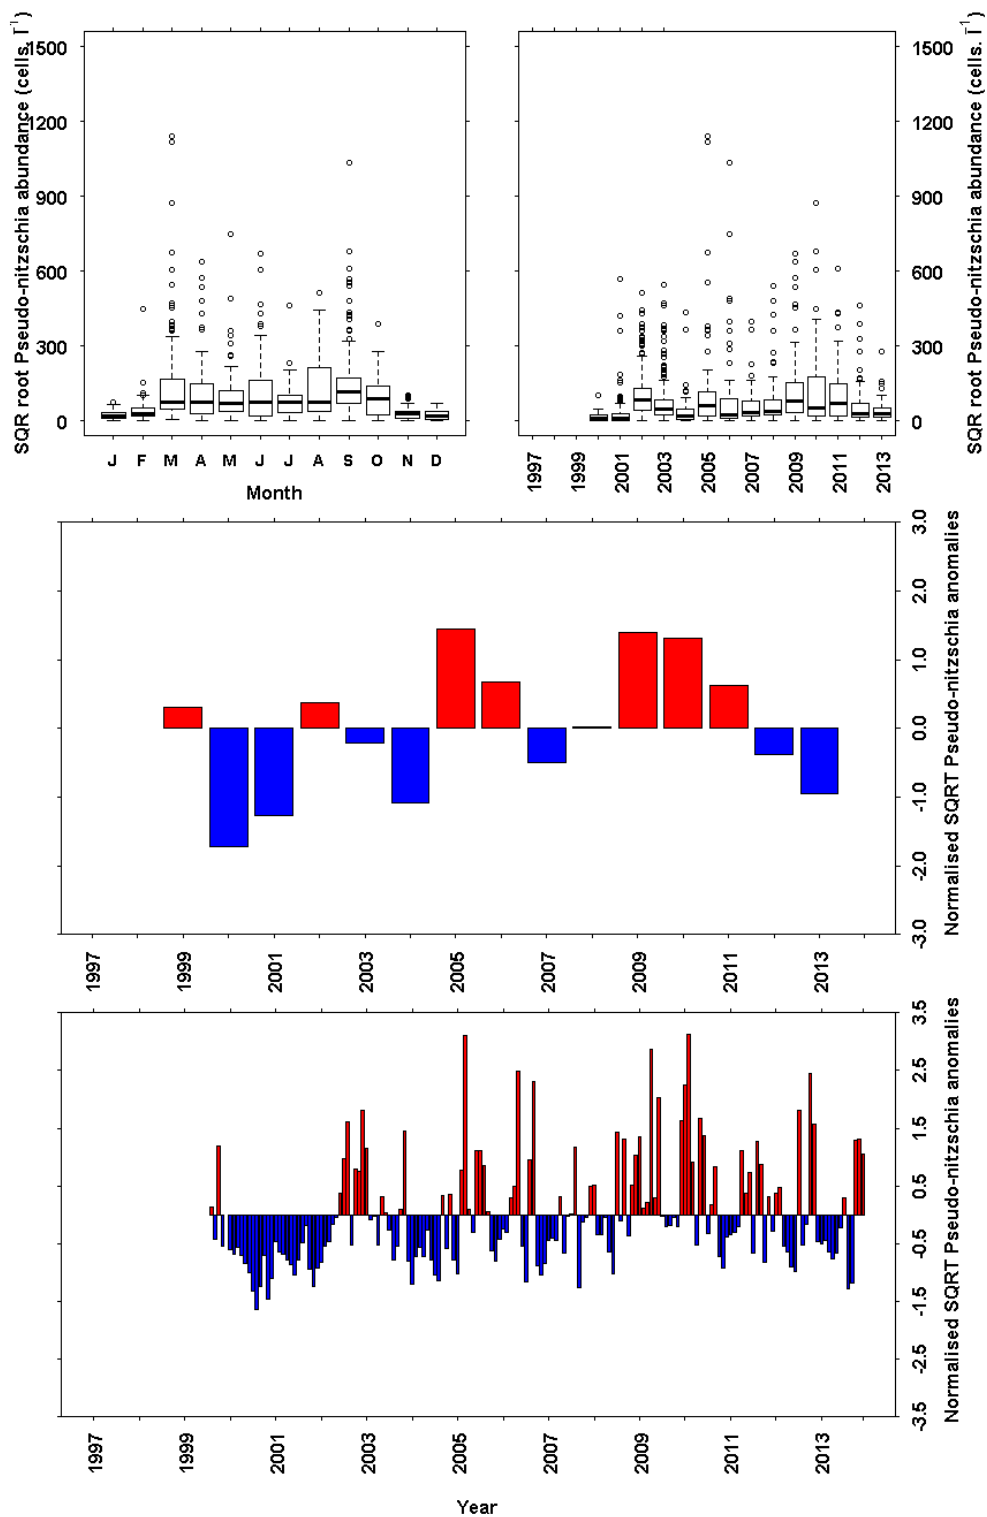 SQR root Pseudo-nitzschia abundance (cells. l⁻¹)
1500
1200
900
600
300
0
J F M A M J J A S O N D
Month
1500
1200
900
600
300
0
SQR root Pseudo-nitzschia abundance (cells. l⁻¹)
1997 1999 2001 2003 2005 2007 2009 2011 2013
3.0
2.0
1.0
0.0
-1.0
-2.0
-3.0
Normalised SQRT Pseudo-nitzschia anomalies
1997 1999 2001 2003 2005 2007 2009 2011 2013
3.5
2.5
1.5
0.5
-0.5
-1.5
-2.5
-3.5
Normalised SQRT Pseudo-nitzschia anomalies
1997 1999 2001 2003 2005 2007 2009 2011 2013
Year